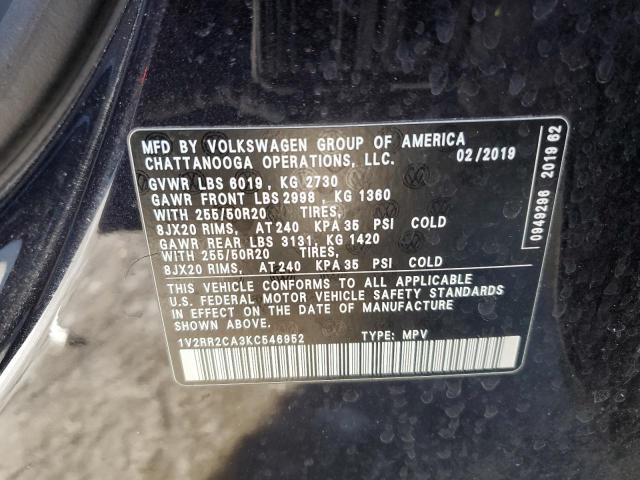 MFD BY VOLKSWAGEN GROUP OF AMERICA
CHATTANOOGA OPERATIONS, LLC. 02/2019
GVWR LBS 6019, KG 2730
GAWR FRONT LBS 2998, KG 1360
WITH 255/50R20 TIRES,
8JX20 RIMS, AT 240 KPA 35 PSI COLD
GAWR REAR LBS 3131, KG 1420
WITH 255/50R20 TIRES,
8JX20 RIMS, AT 240 KPA 35 PSI COLD
THIS VEHICLE CONFORMS TO ALL APPLICABLE
U.S. FEDERAL MOTOR VEHICLE SAFETY STANDARDS
IN EFFECT ON THE DATE OF MANUFACTURE
SHOWN ABOVE.
1V2RR2CA3KC546952 TYPE: MPV
0949296 2019 62